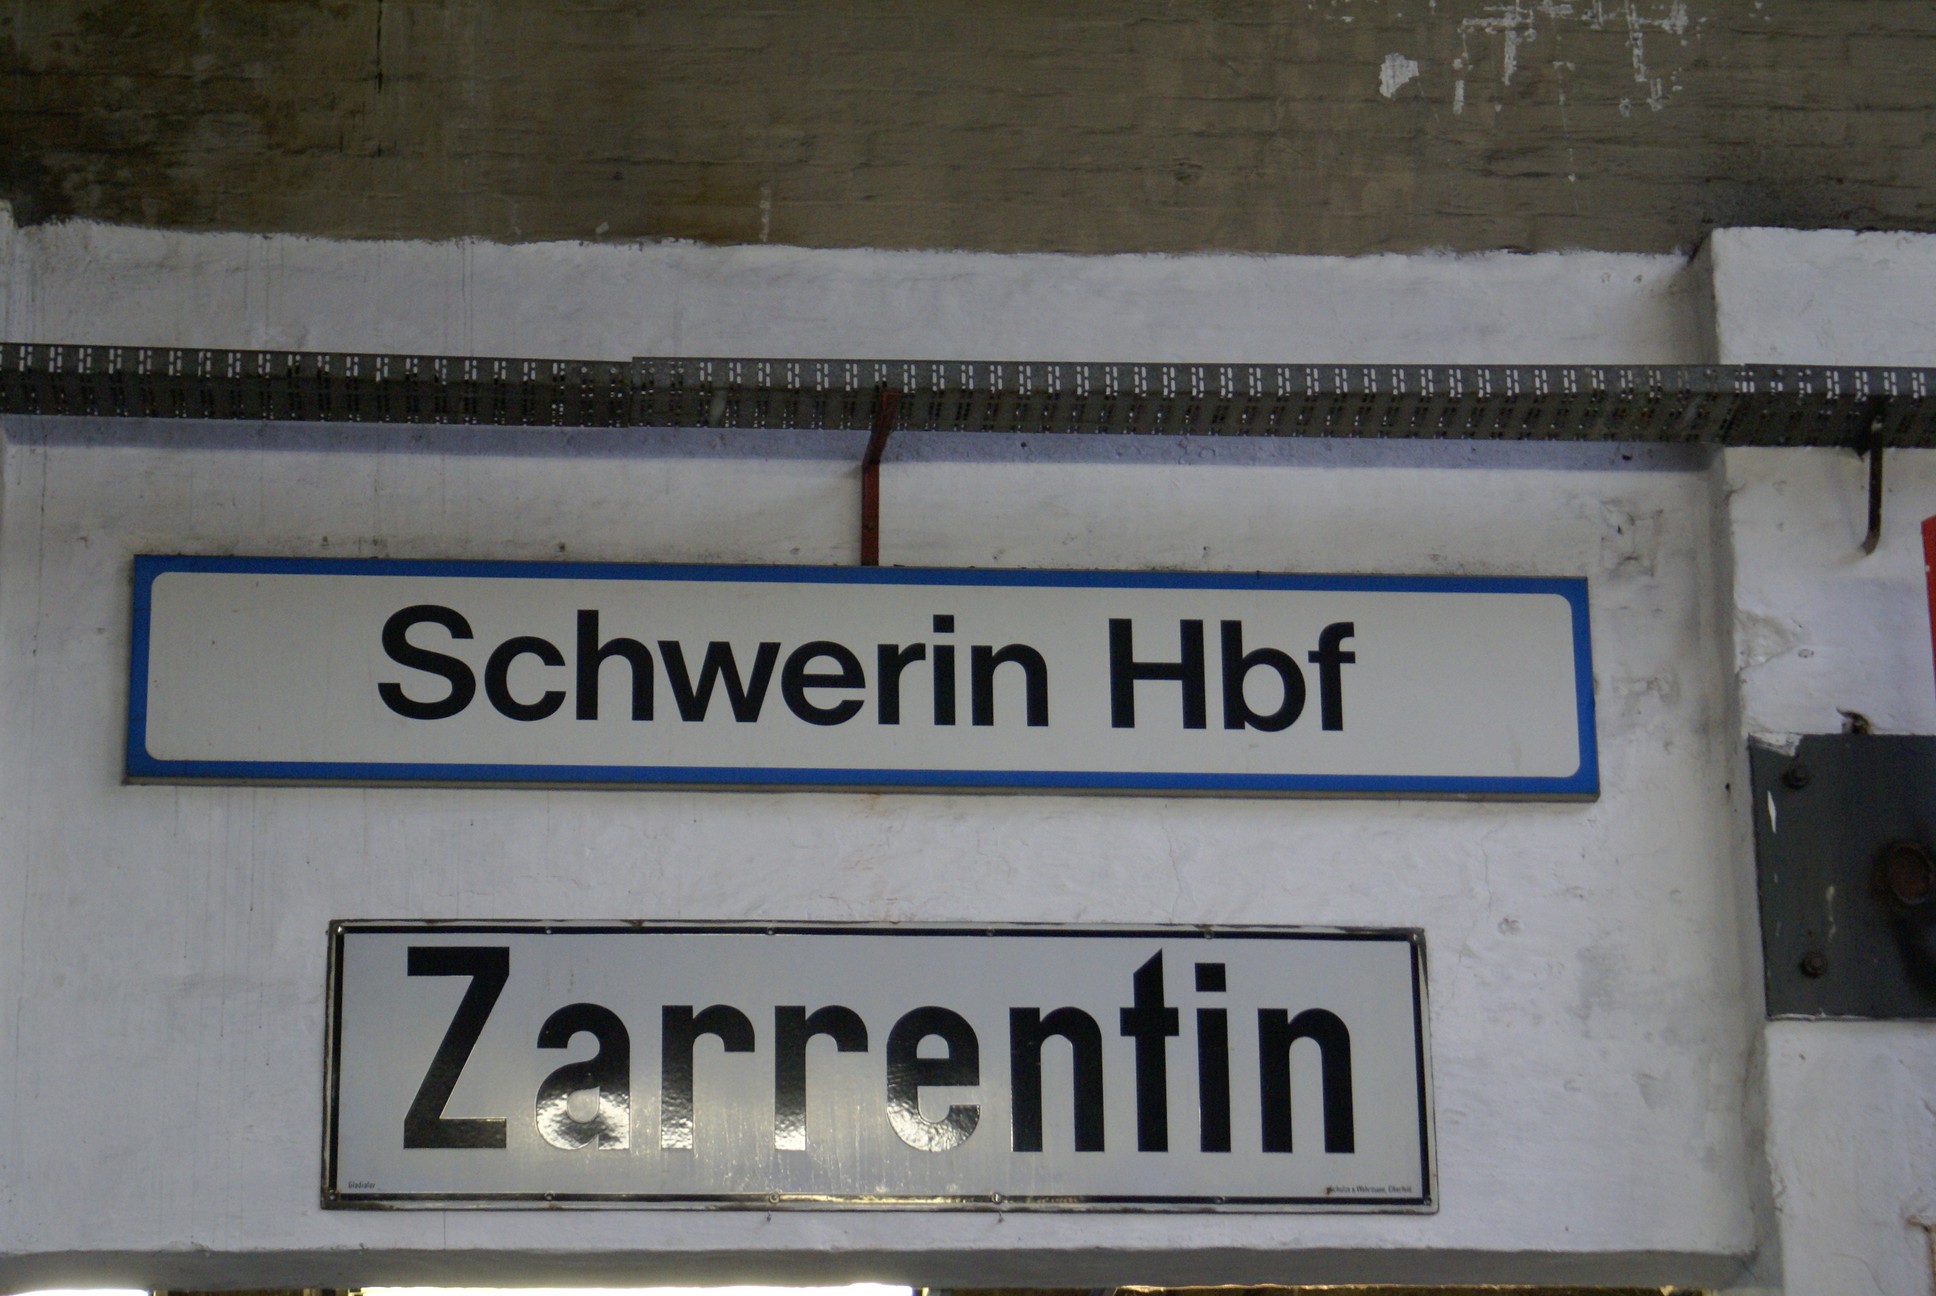 Schwerin Hbf
Zarrentin